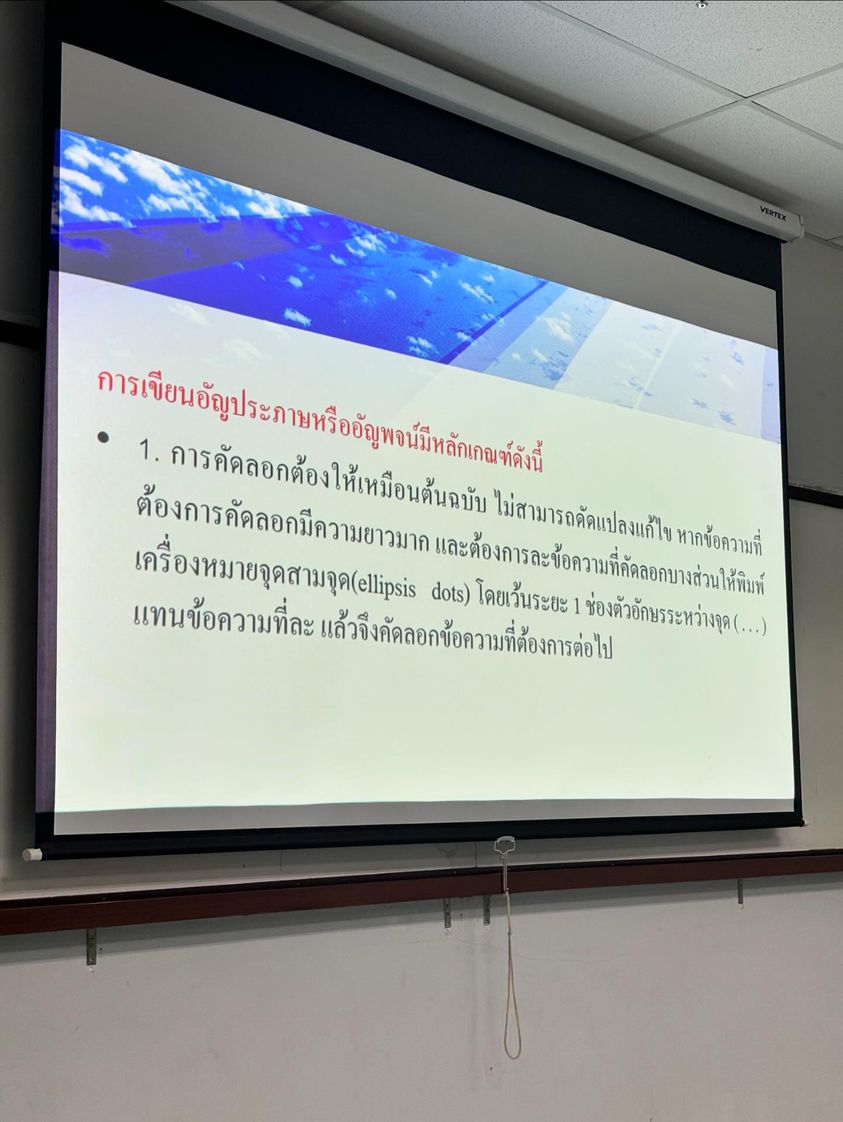 VERTEX
การเขียนอัญประภาษหรืออัญพจน์มีหลักเกณฑ์ดังนี้
• 1. การคัดลอกต้องให้เหมือนต้นฉบับ ไม่สามารถดัดแปลงแก้ไข หากข้อความที่
ต้องการคัดลอกมีความยาวมาก และต้องการละข้อความที่คัดลอกบางส่วนให้พิมพ์
เครื่องหมายจุดสามจุด(ellipsis dots) โดยเว้นระยะ 1 ช่องตัวอักษรระหว่างจุด (...)
แทนข้อความที่ละ แล้วจึงคัดลอกข้อความที่ต้องการต่อไป